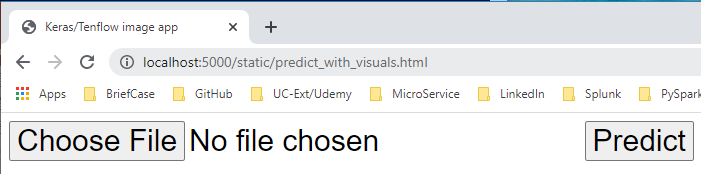 Keras/Tenflow image app
localhost:5000/static/predict_with_visuals.html
Apps BriefCase GitHub UC-Ext/Udemy MicroService LinkedIn Splunk PySpark
Choose File No file chosen Predict